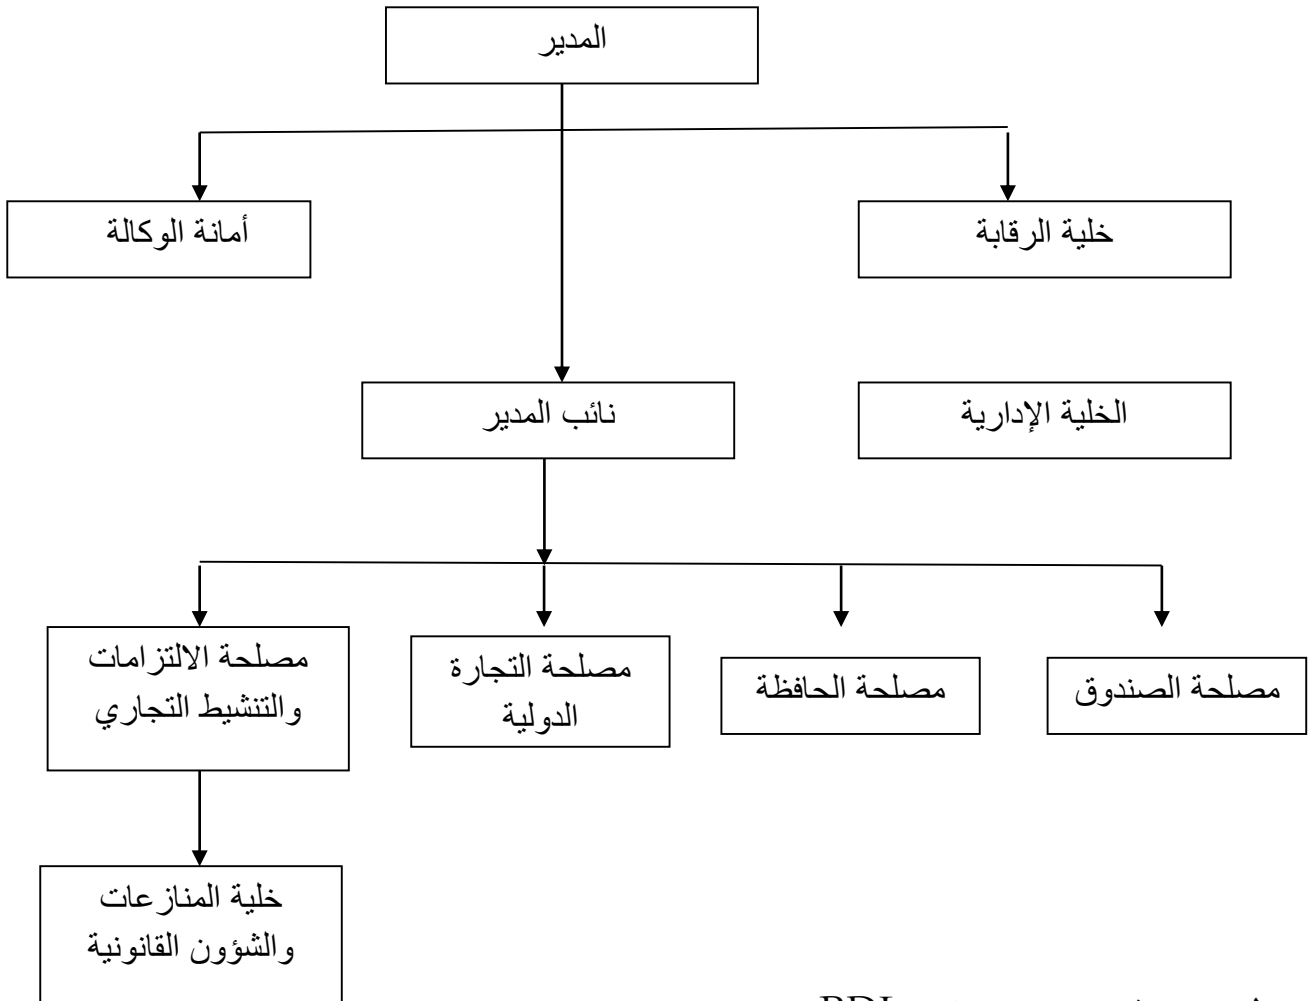 المدير
خلية الرقابة
أمانة الوكالة
الخلية الإدارية
نائب المدير
مصلحة الصندوق
مصلحة الحافظة
مصلحة التجارة
الدولية
مصلحة الالتزامات
والتنشيط التجاري
خلية المنازعات
والشؤون القانونية